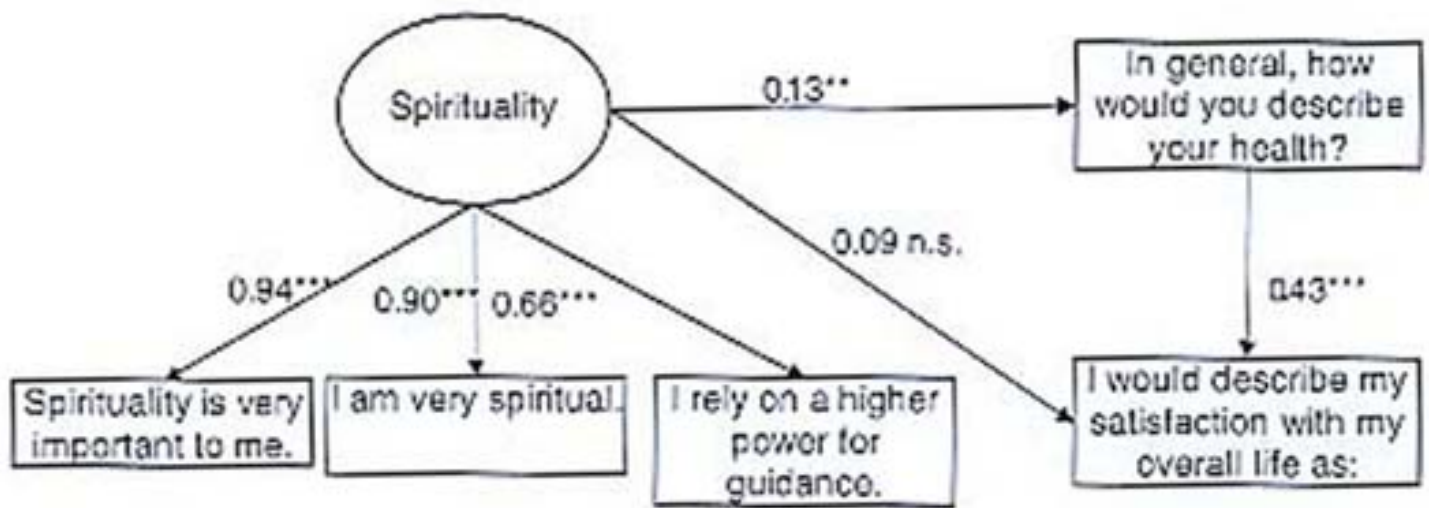 Spirituality
0.13**
In general, how
would you describe
your health?
0.09 n.s.
0.94***
0.90***
0.66***
0.43***
Spirituality is very
important to me.
I am very spiritual.
I rely on a higher
power for
guidance.
I would describe my
satisfaction with my
overall life as: